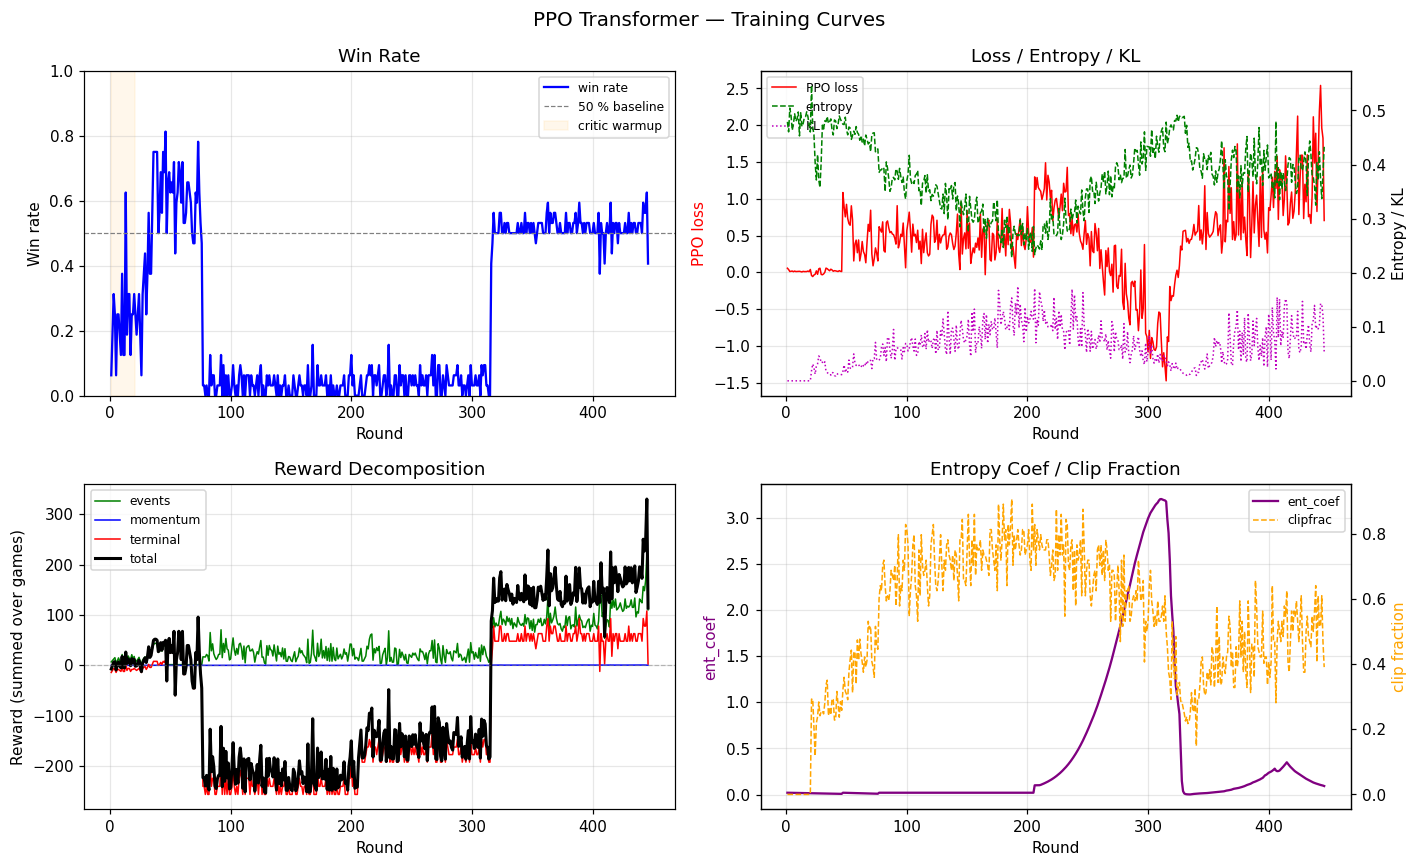 PPO Transformer — Training Curves
Win Rate
1.0
0.8
0.6
0.4
0.2
0.0
Win rate
0
100
200
300
400
Round
win rate
50 % baseline
critic warmup
Loss / Entropy / KL
2.5
2.0
1.5
1.0
0.5
0.0
−0.5
−1.0
−1.5
PPO loss
0
100
200
300
400
Round
0.5
0.4
0.3
0.2
0.1
0.0
Entropy / KL
PPO loss
entropy
Reward Decomposition
300
200
100
0
−100
−200
Reward (summed over games)
0
100
200
300
400
Round
events
momentum
terminal
total
Entropy Coef / Clip Fraction
3.0
2.5
2.0
1.5
1.0
0.5
0.0
ent_coef
0
100
200
300
400
Round
0.8
0.6
0.4
0.2
0.0
clip fraction
ent_coef
clipfrac